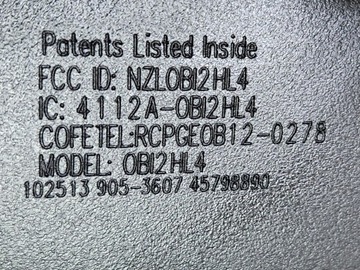 Patents Listed Inside
FCC ID: NZLOBI2HL4
IC: 4112A-OBI2HL4
COFETEL:RCPGEOB12-0278
MODEL: OBI2HL4
102513 905-3607 45798890